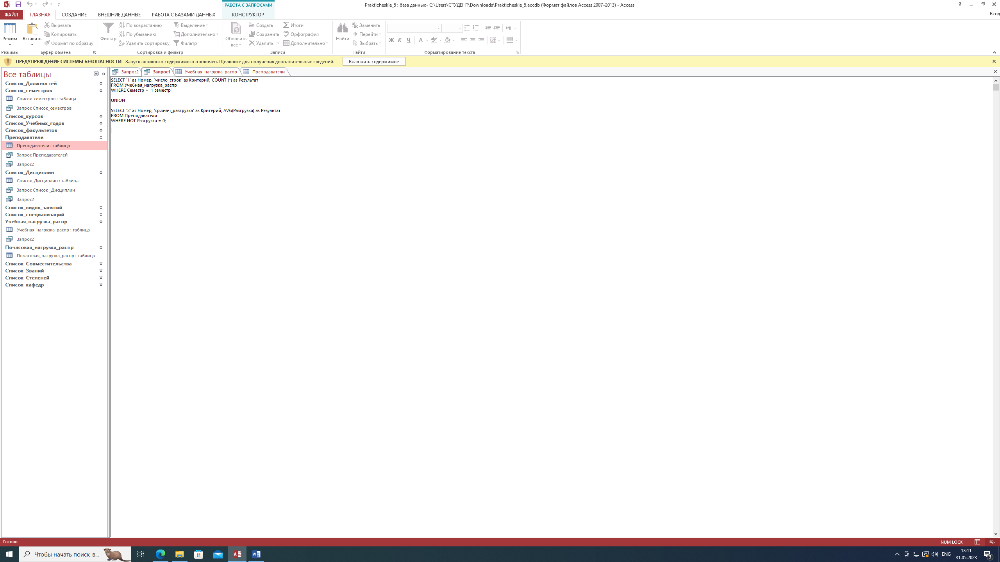 РАБОТА С ЗАПРОСАМИ
Prakticheskie_5 : база данных- C:\Users\СТУДЕНТ\Downloads\Prakticheskie_5.accdb (Формат файлов Access 2007–2013) - Access
ФАЙЛ ГЛАВНАЯ СОЗДАНИЕ ВНЕШНИЕ ДАННЫЕ РАБОТА С БАЗАМИ ДАННЫХ КОНСТРУКТОР Вход
Режим
Режимы
Вставить
Вырезать
Копировать
Формат по образцу
Буфер обмена
Фильтр
По возрастанию
По убыванию
Удалить сортировку
Выделение
Дополнительно
Фильтр
Сортировка и фильтр
Обновить
все
Создать
Сохранить
Удалить
Итоги
Орфография
Дополнительно
Записи
Найти
Заменить
Перейти
Выбрать
Найти
Ж К Ч А
Форматирование текста
ПРЕДУПРЕЖДЕНИЕ СИСТЕМЫ БЕЗОПАСНОСТИ Запуск активного содержимого отключен. Щелкните для получения дополнительных сведений. Включить содержимое
Все таблицы
Список_Должностей
Список_семестров
Список_семестров : таблица
Запрос Список_семестров
Список_курсов
Список_Учебных_годов
Список_факультетов
Преподаватели
Преподаватели : таблица
Запрос Преподавателей
Запрос2
Список_Дисциплин
Список_Дисциплин : таблица
Запрос Список _Дисциплин
Запрос2
Список_видов_занятий
Список_специализаций
Учебная_нагрузка_распр
Учебная_нагрузка_распр : таблица
Запрос2
Почасовая_нагрузка_распр
Почасовая_нагрузка_распр : таблица
Список_Совместительства
Список_Званий
Список_Степеней
Список_кафедр
Запрос2 Запрос1 Учебная_нагрузка_распр Преподаватели
SELECT '1' as Номер, 'число_строк' as Критерий, COUNT (*) as Результат
FROM Учебная_нагрузка_распр
WHERE Семестр = '1 семестр'
UNION
SELECT '2' as Номер, 'ср.знач_разгрузка' as Критерий, AVG(Разгрузка) as Результат
FROM Преподаватели
WHERE NOT Разгрузка = 0;
Готово
NUM LOCK
SQL
Чтобы начать поиск, в...
ENG
13:11
31.05.2023
3